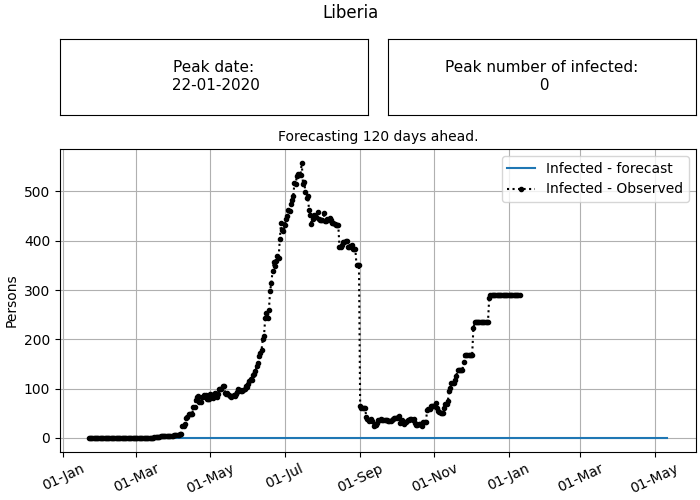 Liberia
Peak date:
22-01-2020
Peak number of infected:
0
Forecasting 120 days ahead.
Infected - forecast
Infected - Observed
Persons
500
400
300
200
100
0
01-Jan
01-Mar
01-May
01-Jul
01-Sep
01-Nov
01-Jan
01-Mar
01-May